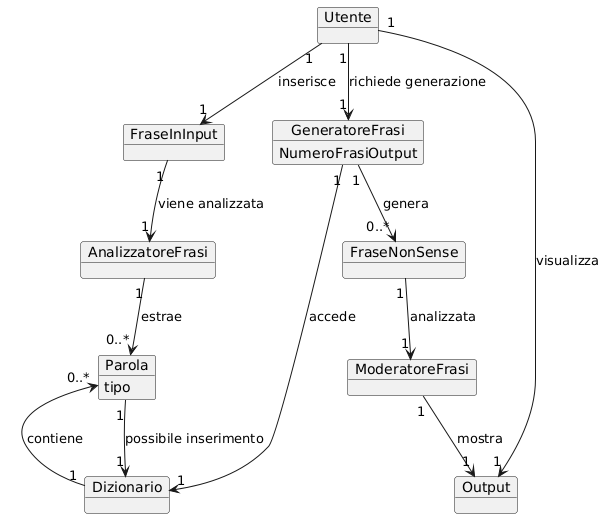 Utente
1
1
1
inserisce
richiede generazione
1
1
FraseInInput
GeneratoreFrasi
NumeroFrasiOutput
1
1
1
viene analizzata
genera
1
0..*
AnalizzatoreFrasi
FraseNonSense
visualizza
1
1
estrae
accede
analizzata
0..*
1
Parola
tipo
ModeratoreFrasi
0..*
1
1
contiene
possibile inserimento
mostra
1
1
1
1
1
Dizionario
Output